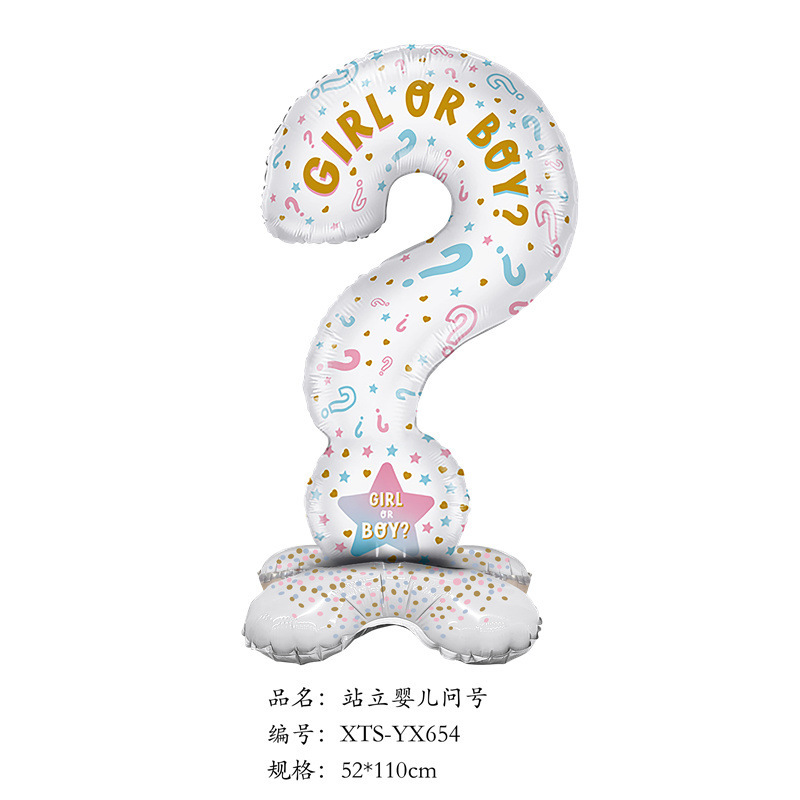 GIRL OR BOY?
GIRL
OR
BOY?
品名：站立婴儿问号
编号：XTS-YX654
规格：52*110cm